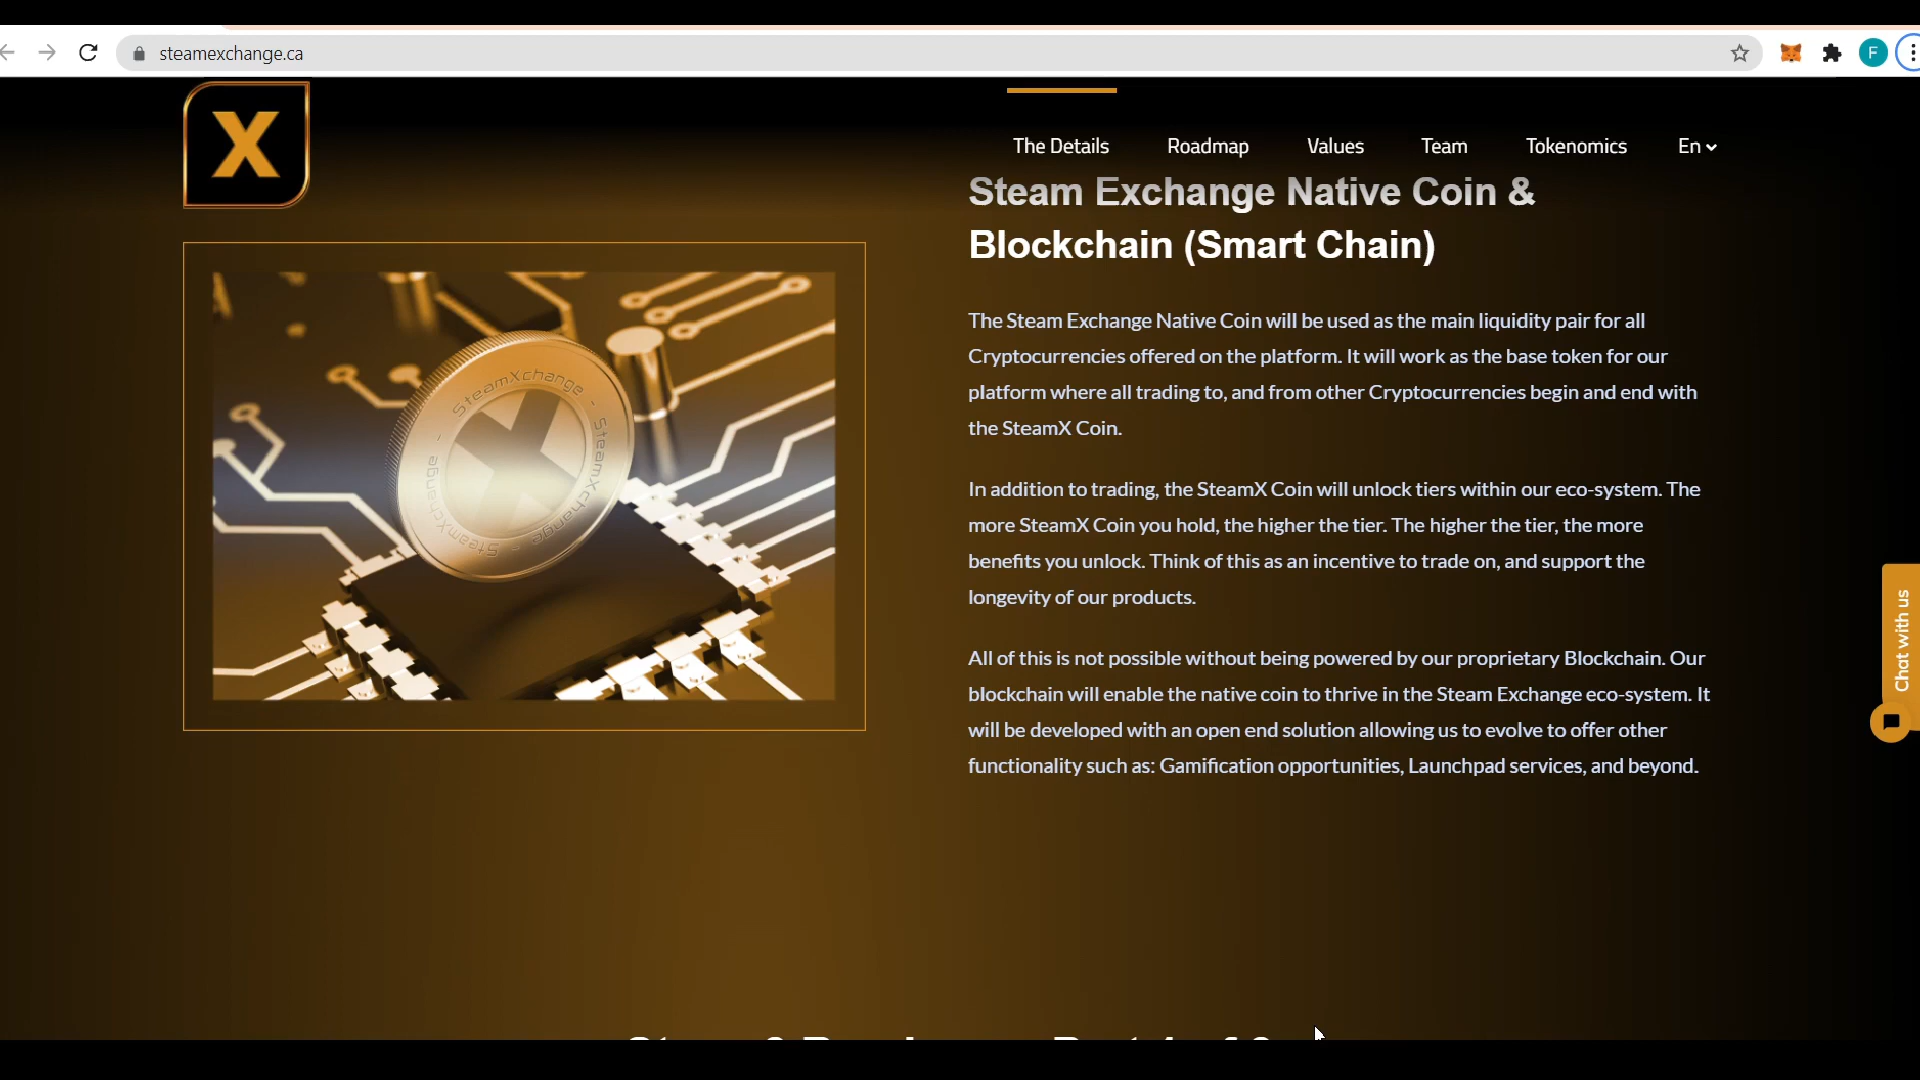 steamexchange.ca
F
X
The Details
Roadmap
Values
Team
Tokenomics
En
Steam Exchange Native Coin &
Blockchain (Smart Chain)
SteamXchange - SteamXchange - SteamXchange -
The Steam Exchange Native Coin will be used as the main liquidity pair for all
Cryptocurrencies offered on the platform. It will work as the base token for our
platform where all trading to, and from other Cryptocurrencies begin and end with
the SteamX Coin.
In addition to trading, the SteamX Coin will unlock tiers within our eco-system. The
more SteamX Coin you hold, the higher the tier. The higher the tier, the more
benefits you unlock. Think of this as an incentive to trade on, and support the
longevity of our products.
All of this is not possible without being powered by our proprietary Blockchain. Our
blockchain will enable the native coin to thrive in the Steam Exchange eco-system. It
will be developed with an open end solution allowing us to evolve to offer other
functionality such as: Gamification opportunities, Launchpad services, and beyond.
Chat with us